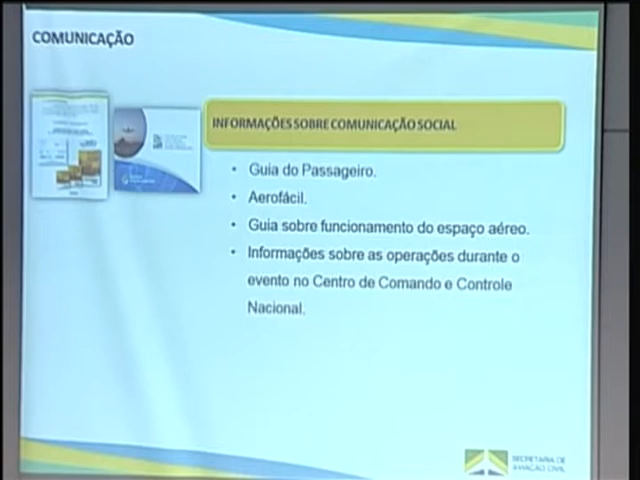 COMUNICAÇÃO
INFORMAÇÕES SOBRE COMUNICAÇÃO SOCIAL
• Guia do Passageiro.
• Aerofácil.
• Guia sobre funcionamento do espaço aéreo.
• Informações sobre as operações durante o
evento no Centro de Comando e Controle
Nacional.
SECRETARIA DE
AVIAÇÃO CIVIL